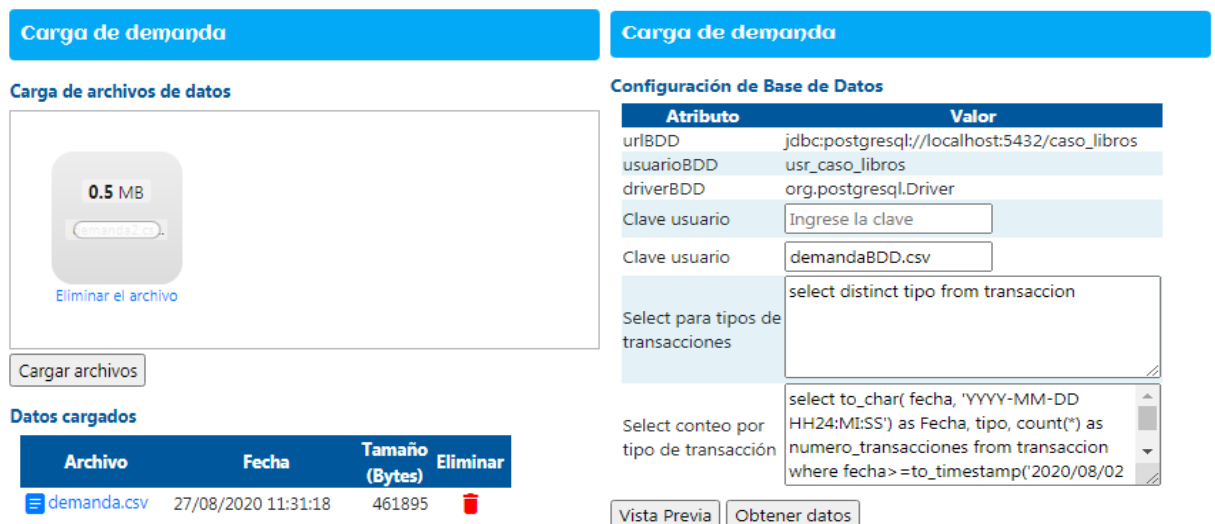 Carga de demanda
Carga de archivos de datos
0.5 MB
demanda2.cs...
Eliminar el archivo
Cargar archivos
Datos cargados
Archivo Fecha Tamaño (Bytes) Eliminar
demanda.csv 27/08/2020 11:31:18 461895
Carga de demanda
Configuración de Base de Datos
Atributo Valor
urlBDD jdbc:postgresql://localhost:5432/caso_libros
usuarioBDD usr_caso_libros
driverBDD org.postgresql.Driver
Clave usuario Ingrese la clave
Clave usuario demandaBDD.csv
Select para tipos de transacciones
select distinct tipo from transaccion
Select conteo por tipo de transacción
select to_char( fecha, 'YYYY-MM-DD
HH24:MI:SS') as Fecha, tipo, count(*) as
numero_transacciones from transaccion
where fecha>=to_timestamp('2020/08/02
Vista Previa Obtener datos